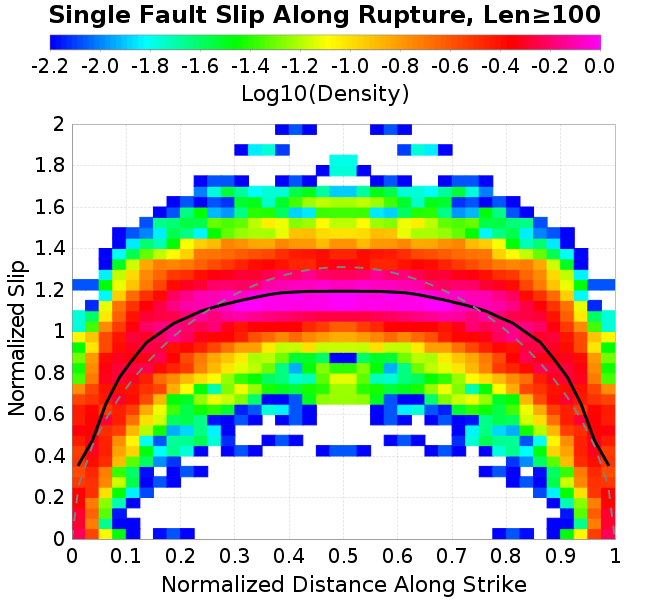 Single Fault Slip Along Rupture, Len≥100
-2.2 -2.0 -1.8 -1.6 -1.4 -1.2 -1.0 -0.8 -0.6 -0.4 -0.2 0.0
Log10(Density)
2
1.8
1.6
1.4
1.2
1
0.8
0.6
0.4
0.2
0
Normalized Slip
0 0.1 0.2 0.3 0.4 0.5 0.6 0.7 0.8 0.9 1
Normalized Distance Along Strike